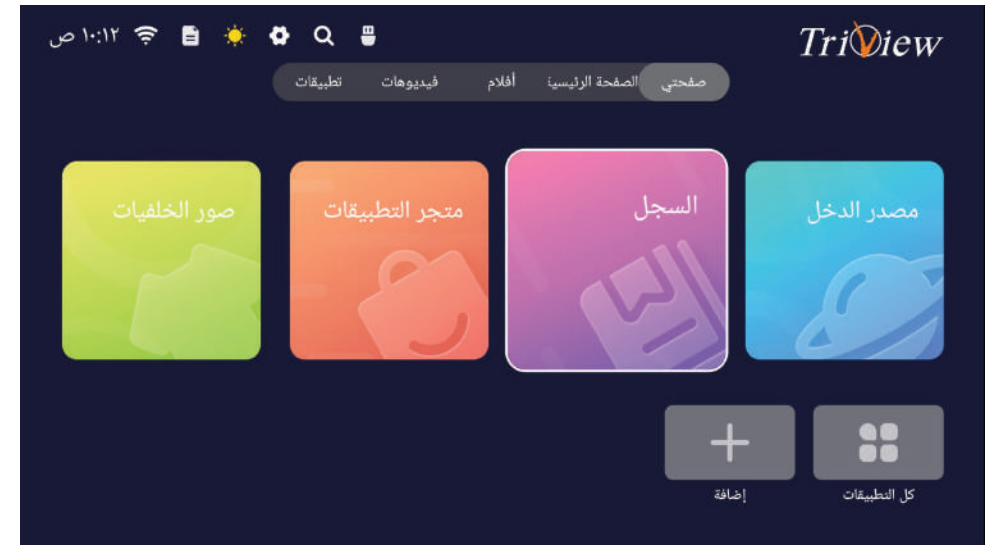 TriView
١٠:١٢ ص
صفحتي الصفحة الرئيسية أفلام فيديوهات تطبيقات
مصدر الدخل
السجل
متجر التطبيقات
صور الخلفيات
كل التطبيقات
إضافة